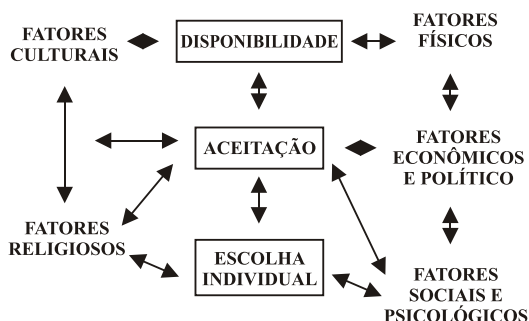 FATORES
CULTURAIS
DISPONIBILIDADE
FATORES
FÍSICOS
ACEITAÇÃO
FATORES
ECONÔMICOS
E POLÍTICO
FATORES
RELIGIOSOS
ESCOLHA
INDIVIDUAL
FATORES
SOCIAIS E
PSICOLÓGICOS